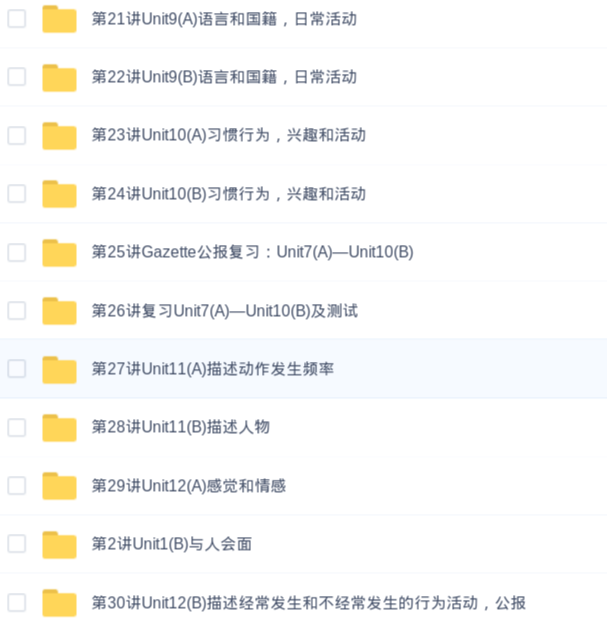 第21讲Unit9(A)语言和国籍，日常活动
第22讲Unit9(B)语言和国籍，日常活动
第23讲Unit10(A)习惯行为，兴趣和活动
第24讲Unit10(B)习惯行为，兴趣和活动
第25讲Gazette公报复习：Unit7(A)—Unit10(B)
第26讲复习Unit7(A)—Unit10(B)及测试
第27讲Unit11(A)描述动作发生频率
第28讲Unit11(B)描述人物
第29讲Unit12(A)感觉和情感
第2讲Unit1(B)与人会面
第30讲Unit12(B)描述经常发生和不经常发生的行为活动，公报